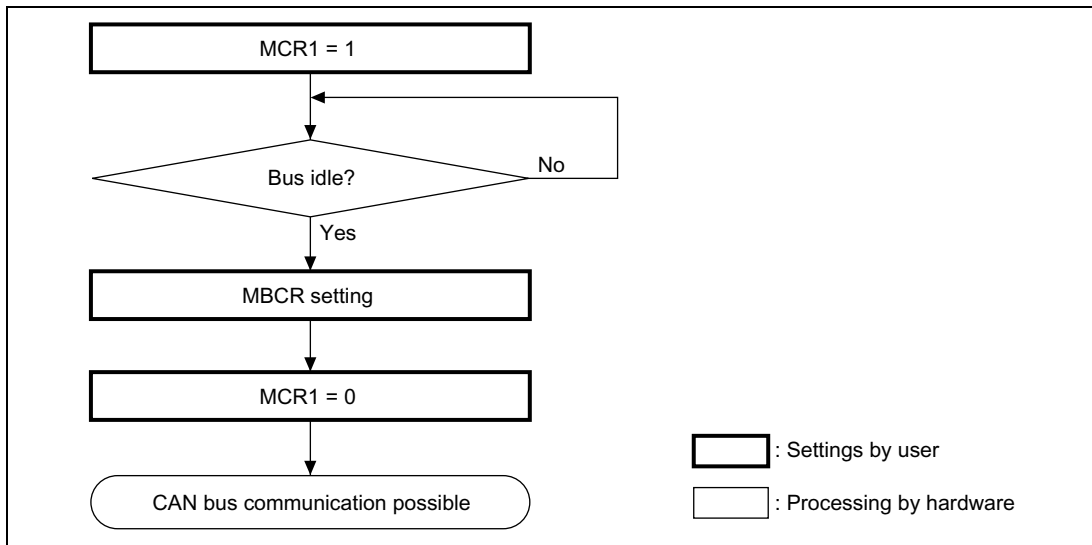 MCR1 = 1
Bus idle?
No
Yes
MBCR setting
MCR1 = 0
CAN bus communication possible
: Settings by user
: Processing by hardware